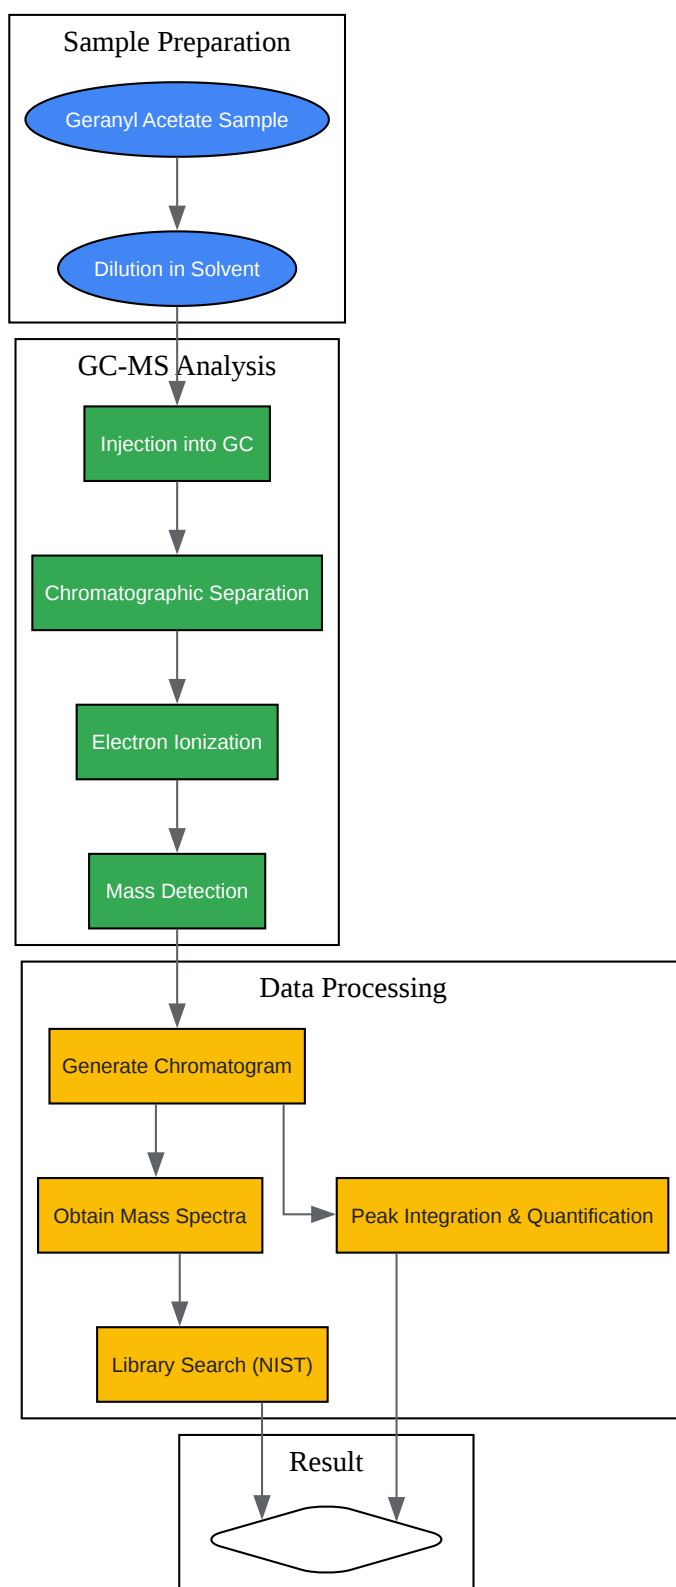 Sample Preparation
Geranyl Acetate Sample
Dilution in Solvent
GC-MS Analysis
Injection into GC
Chromatographic Separation
Electron Ionization
Mass Detection
Data Processing
Generate Chromatogram
Obtain Mass Spectra
Peak Integration & Quantification
Library Search (NIST)
Result